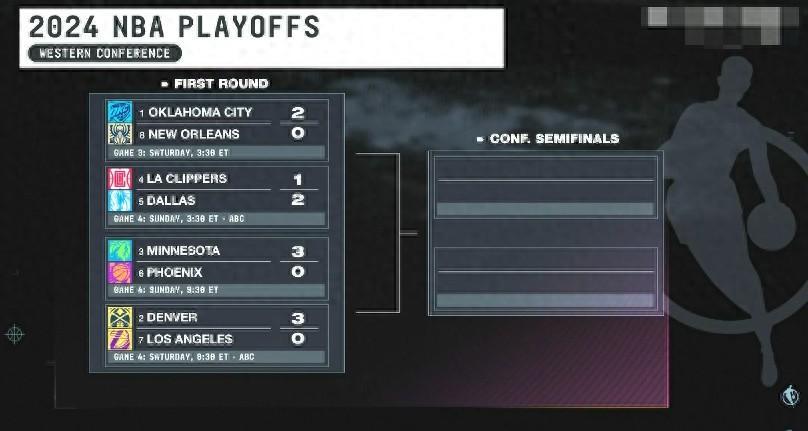 2024 NBA PLAYOFFS
WESTERN CONFERENCE
FIRST ROUND
1 OKLAHOMA CITY 2
8 NEW ORLEANS 0
GAME 3: SATURDAY, 3:30 ET
4 LA CLIPPERS 1
5 DALLAS 2
GAME 4: SUNDAY, 3:30 ET - ABC
3 MINNESOTA 3
6 PHOENIX 0
GAME 4: SUNDAY, 9:30 ET
2 DENVER 3
7 LOS ANGELES 0
GAME 4: SATURDAY, 8:30 ET - ABC
CONF. SEMIFINALS